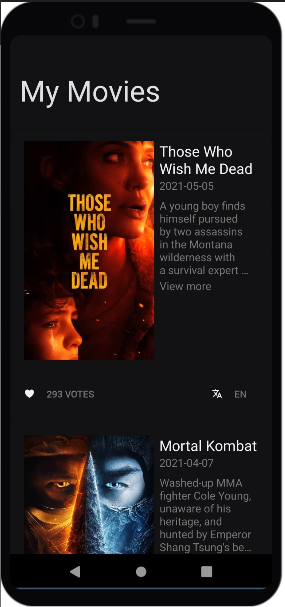 My Movies
THOSE
WHO
WISH
ME
DEAD
Those Who
Wish Me Dead
2021-05-05
A young boy finds
himself pursued
by two assassins
in the Montana
wilderness with
a survival expert ...
View more
293 VOTES
EN
Mortal Kombat
2021-04-07
Washed-up MMA
fighter Cole Young,
unaware of his
heritage, and
hunted by Emperor
Shang Tsung's be...